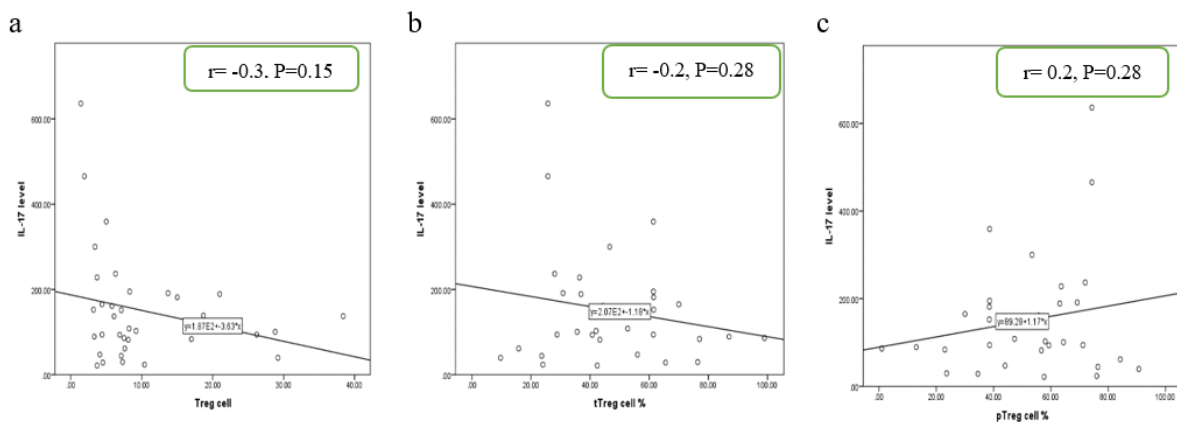 a
r= -0.3. P=0.15
600.00
400.00
200.00
.00
IL-17 level
y=1.87E2+-3.63*x
.00 10.00 20.00 30.00 40.00
Treg cell
b
r= -0.2, P=0.28
600.00
400.00
200.00
.00
IL-17 level
y=2.07E2+-1.18*x
.00 20.00 40.00 60.00 80.00 100.00
tTreg cell %
c
r= 0.2, P=0.28
600.00
400.00
200.00
.00
IL-17 level
y=89.28+1.17*x
.00 20.00 40.00 60.00 80.00 100.00
pTreg cell %